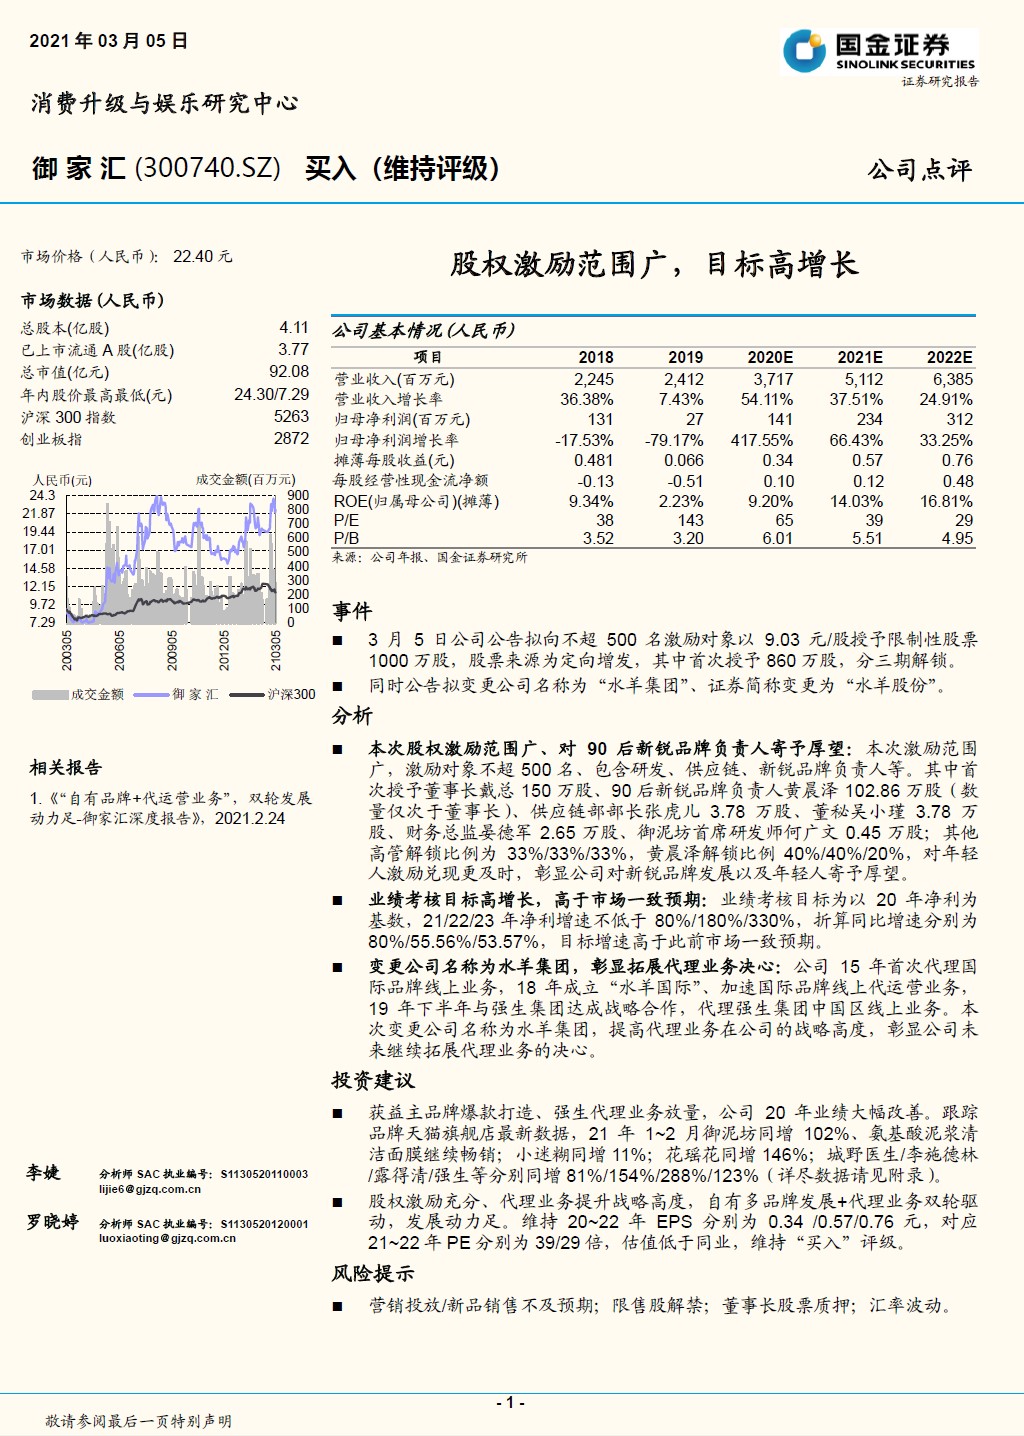 2021 年 03 月 05 日
国金证券
SINOLINK SECURITIES
证券研究报告
消费升级与娱乐研究中心
御 家 汇 (300740.SZ) 买入（维持评级）
公司点评
市场价格（人民币）： 22.40 元
市场数据(人民币)
总股本(亿股) 4.11
已上市流通 A 股(亿股) 3.77
总市值(亿元) 92.08
年内股价最高最低(元) 24.30/7.29
沪深 300 指数 5263
创业板指 2872
人民币(元) 成交金额(百万元)
24.3 900
21.87 800
19.44 700
17.01 600
14.58 500
12.15 400
9.72 300
7.29 200
100
0
200305 200605 200905 201205 210305
成交金额 御 家 汇 沪深300
相关报告
1.《“自有品牌+代运营业务”，双轮发展
动力足-御家汇深度报告》，2021.2.24
李婕 分析师 SAC 执业编号：S1130520110003
lijie6@gjzq.com.cn
罗晓婷 分析师 SAC 执业编号：S1130520120001
luoxiaoting@gjzq.com.cn
股权激励范围广，目标高增长
公司基本情况(人民币)
项目 2018 2019 2020E 2021E 2022E
营业收入(百万元) 2,245 2,412 3,717 5,112 6,385
营业收入增长率 36.38% 7.43% 54.11% 37.51% 24.91%
归母净利润(百万元) 131 27 141 234 312
归母净利润增长率 -17.53% -79.17% 417.55% 66.43% 33.25%
摊薄每股收益(元) 0.481 0.066 0.34 0.57 0.76
每股经营性现金流净额 -0.13 -0.51 0.10 0.12 0.48
ROE(归属母公司)(摊薄) 9.34% 2.23% 9.20% 14.03% 16.81%
P/E 38 143 65 39 29
P/B 3.52 3.20 6.01 5.51 4.95
来源：公司年报、国金证券研究所
事件
■ 3 月 5 日公司公告拟向不超 500 名激励对象以 9.03 元/股授予限制性股票
1000 万股，股票来源为定向增发，其中首次授予 860 万股，分三期解锁。
■ 同时公告拟变更公司名称为“水羊集团”、证券简称变更为“水羊股份”。
分析
■ 本次股权激励范围广、对 90 后新锐品牌负责人寄予厚望：本次激励范围
广，激励对象不超 500 名、包含研发、供应链、新锐品牌负责人等。其中首
次授予董事长戴总 150 万股、90 后新锐品牌负责人黄晨泽 102.86 万股（数
量仅次于董事长）、供应链部部长张虎儿 3.78 万股、董秘吴小瑾 3.78 万
股、财务总监晏德军 2.65 万股、御泥坊首席研发师何广文 0.45 万股；其他
高管解锁比例为 33%/33%/33%，黄晨泽解锁比例 40%/40%/20%，对年轻
人激励兑现更及时，彰显公司对新锐品牌发展以及年轻人寄予厚望。
■ 业绩考核目标高增长，高于市场一致预期：业绩考核目标为以 20 年净利为
基数，21/22/23 年净利增速不低于 80%/180%/330%，折算同比增速分别为
80%/55.56%/53.57%，目标增速高于此前市场一致预期。
■ 变更公司名称为水羊集团，彰显拓展代理业务决心：公司 15 年首次代理国
际品牌线上业务，18 年成立“水羊国际”、加速国际品牌线上代运营业务，
19 年下半年与强生集团达成战略合作，代理强生集团中国区线上业务。本
次变更公司名称为水羊集团，提高代理业务在公司的战略高度，彰显公司未
来继续拓展代理业务的决心。
投资建议
■ 获益主品牌爆款打造、强生代理业务放量，公司 20 年业绩大幅改善。跟踪
品牌天猫旗舰店最新数据，21 年 1~2 月御泥坊同增 102%、氨基酸泥浆清
洁面膜继续畅销；小迷糊同增 11%；花瑶花同增 146%；城野医生/李施德林
/露得清/强生等分别同增 81%/154%/288%/123%（详尽数据请见附录）。
■ 股权激励充分、代理业务提升战略高度，自有多品牌发展+代理业务双轮驱
动，发展动力足。维持 20~22 年 EPS 分别为 0.34 /0.57/0.76 元，对应
21~22 年 PE 分别为 39/29 倍，估值低于同业，维持“买入”评级。
风险提示
■ 营销投放/新品销售不及预期；限售股解禁；董事长股票质押；汇率波动。
- 1 -
敬请参阅最后一页特别声明